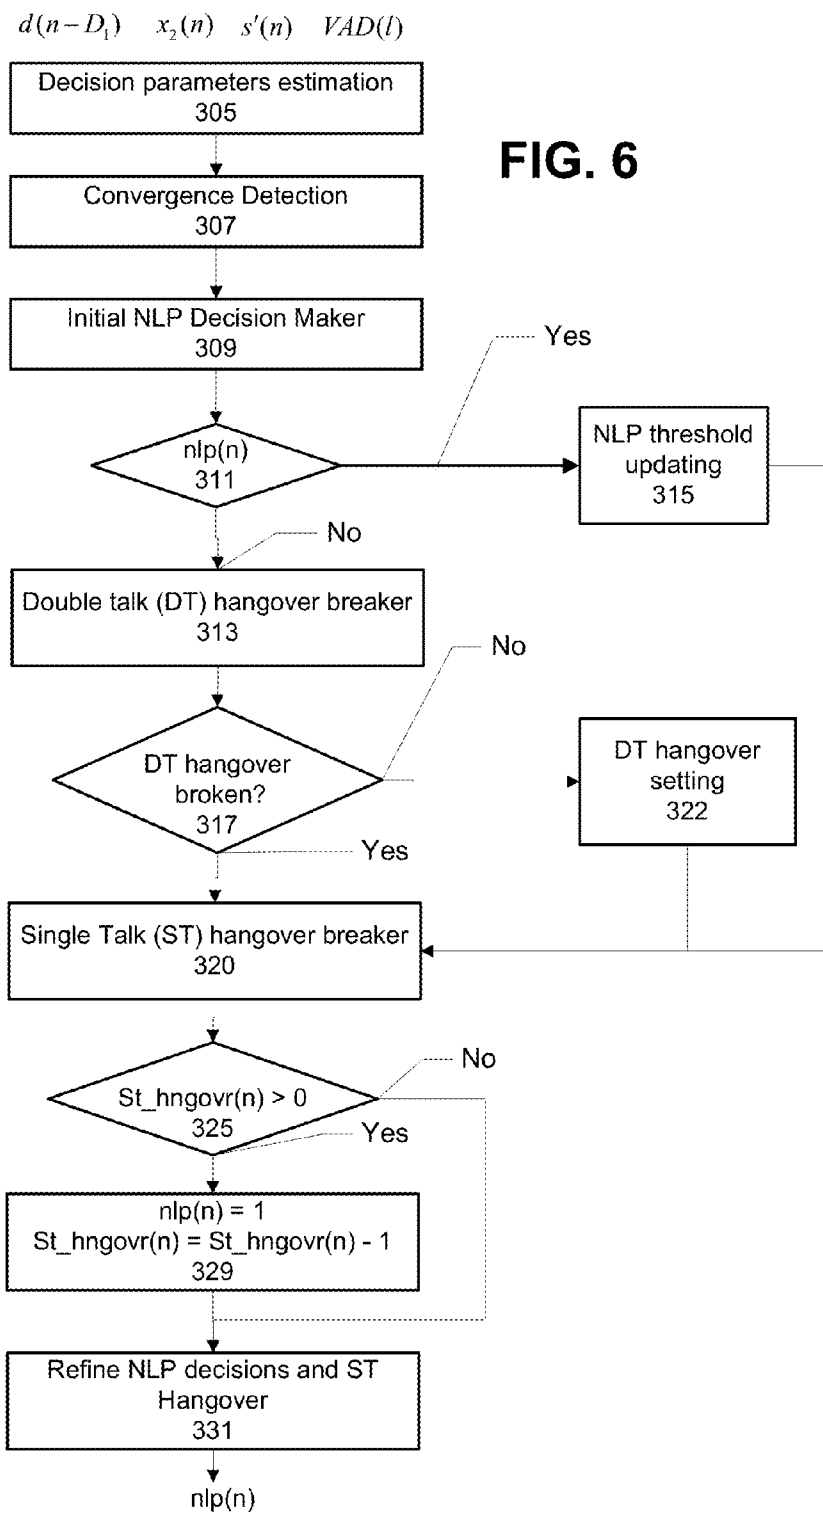 d(n−D₁) x₂(n) s′(n) VAD(l)
Decision parameters estimation
305
FIG. 6
Convergence Detection
307
Initial NLP Decision Maker
309
Yes
nlp(n)
311
NLP threshold
updating
315
No
Double talk (DT) hangover breaker
313
No
DT hangover
broken?
317
DT hangover
setting
322
Yes
Single Talk (ST) hangover breaker
320
No
St_hngovr(n) > 0
325
Yes
nlp(n) = 1
St_hngovr(n) = St_hngovr(n) - 1
329
Refine NLP decisions and ST
Hangover
331
nlp(n)